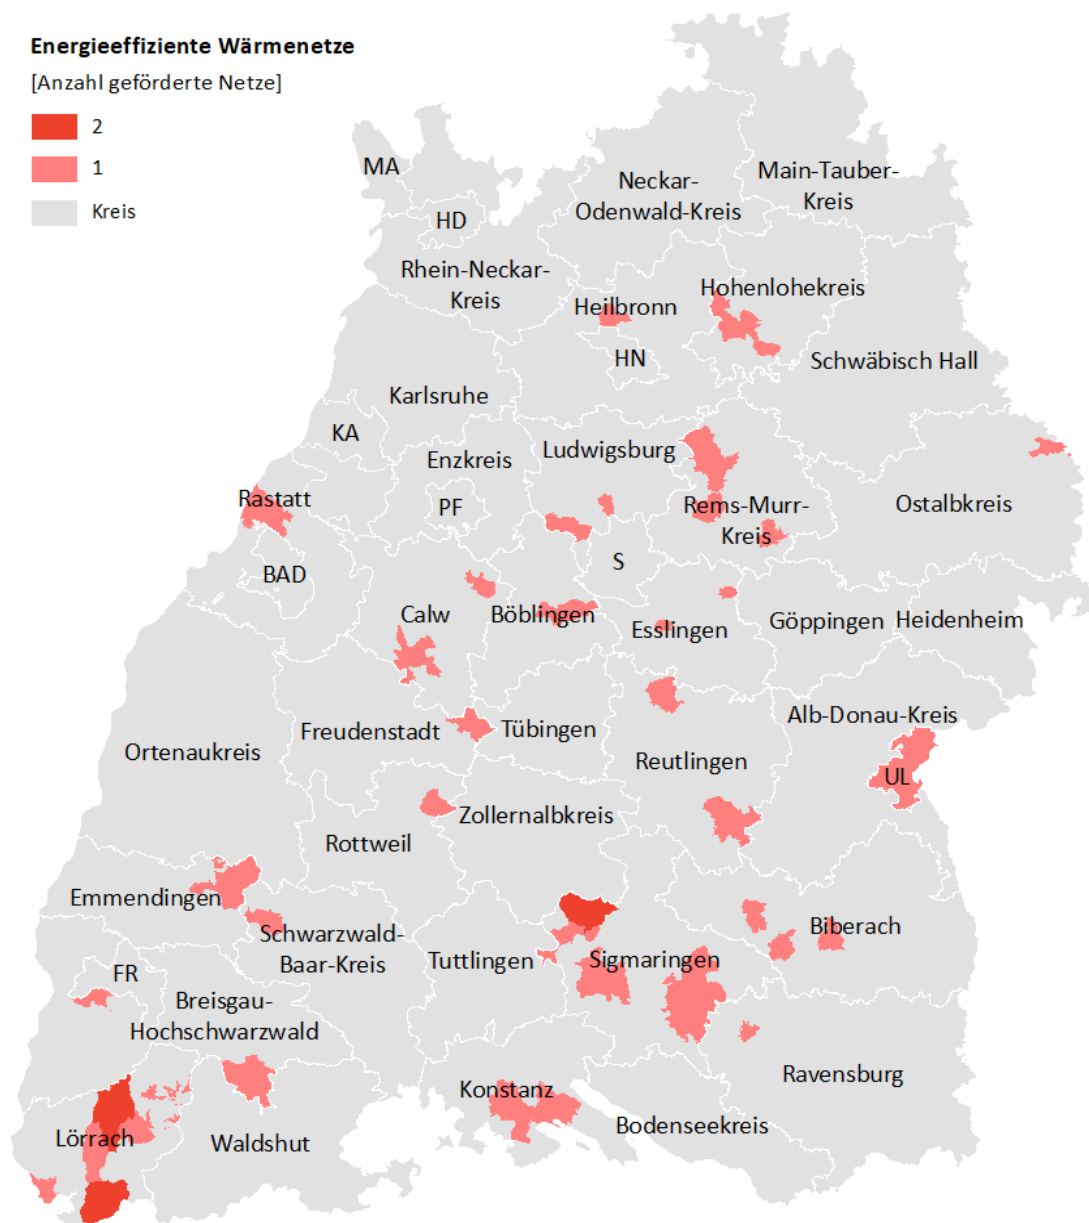 Energieeffiziente Wärmenetze
[Anzahl geförderte Netze]
2
1
Kreis
MA
HD
Neckar-
Odenwald-Kreis
Main-Tauber-
Kreis
Rhein-Neckar-
Kreis
Heilbronn
Hohenlohekreis
HN
Schwäbisch Hall
Karlsruhe
KA
Enzkreis
Ludwigsburg
Rastatt
PF
Rems-Murr-
Kreis
Ostalbkreis
BAD
S
Calw
Böblingen
Esslingen
Göppingen
Heidenheim
Ortenaukreis
Freudenstadt
Tübingen
Reutlingen
Alb-Donau-Kreis
UL
Rottweil
Zollernalbkreis
Emmendingen
Schwarzwald-
Baar-Kreis
Tuttlingen
Sigmaringen
Biberach
FR
Breisgau-
Hochschwarzwald
Konstanz
Ravensburg
Bodenseekreis
Lörrach
Waldshut